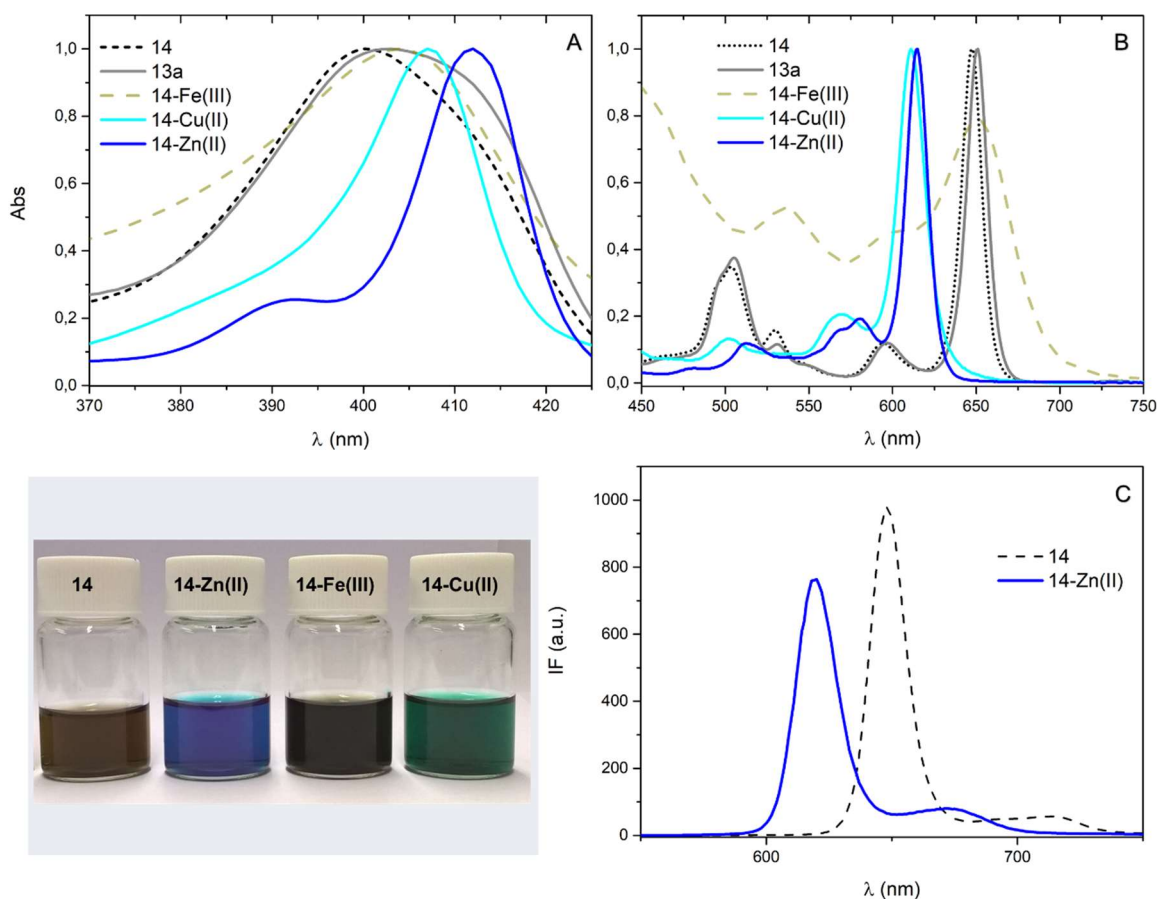 A
14
13a
14-Fe(III)
14-Cu(II)
14-Zn(II)
Abs
1,0
0,8
0,6
0,4
0,2
0,0
370 380 390 400 410 420
λ (nm)
B
14
13a
14-Fe(III)
14-Cu(II)
14-Zn(II)
1,0
0,8
0,6
0,4
0,2
0,0
450 500 550 600 650 700 750
λ (nm)
14 14-Zn(II) 14-Fe(III) 14-Cu(II)
C
14
14-Zn(II)
IF (a.u.)
1000
800
600
400
200
0
600 700
λ (nm)